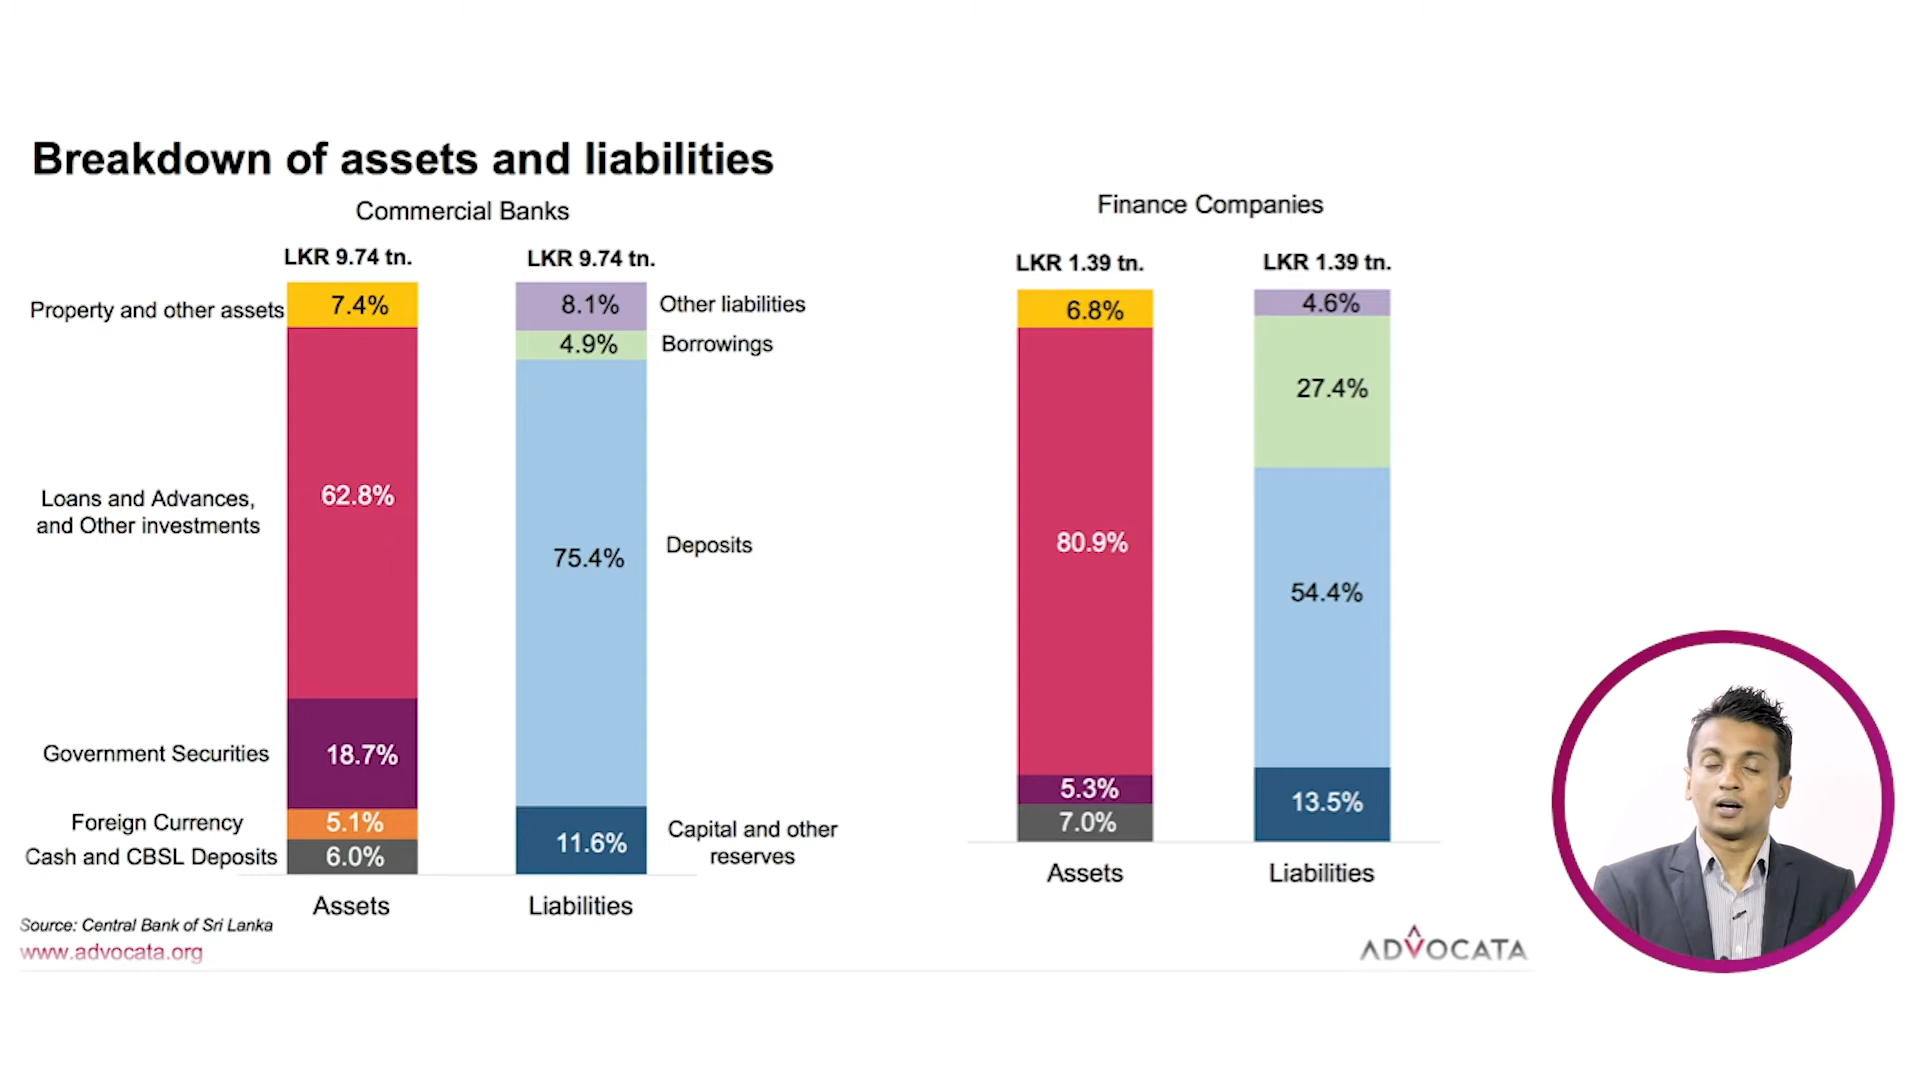 Breakdown of assets and liabilities
Commercial Banks
LKR 9.74 tn.
LKR 9.74 tn.
Property and other assets
7.4%
8.1%
Other liabilities
4.9%
Borrowings
Loans and Advances,
and Other investments
62.8%
75.4%
Deposits
Government Securities
18.7%
Foreign Currency
5.1%
Cash and CBSL Deposits
6.0%
11.6%
Capital and other
reserves
Assets
Liabilities
Finance Companies
LKR 1.39 tn.
LKR 1.39 tn.
6.8%
4.6%
27.4%
80.9%
54.4%
5.3%
7.0%
13.5%
Assets
Liabilities
Source: Central Bank of Sri Lanka
www.advocata.org
ADVOCATA